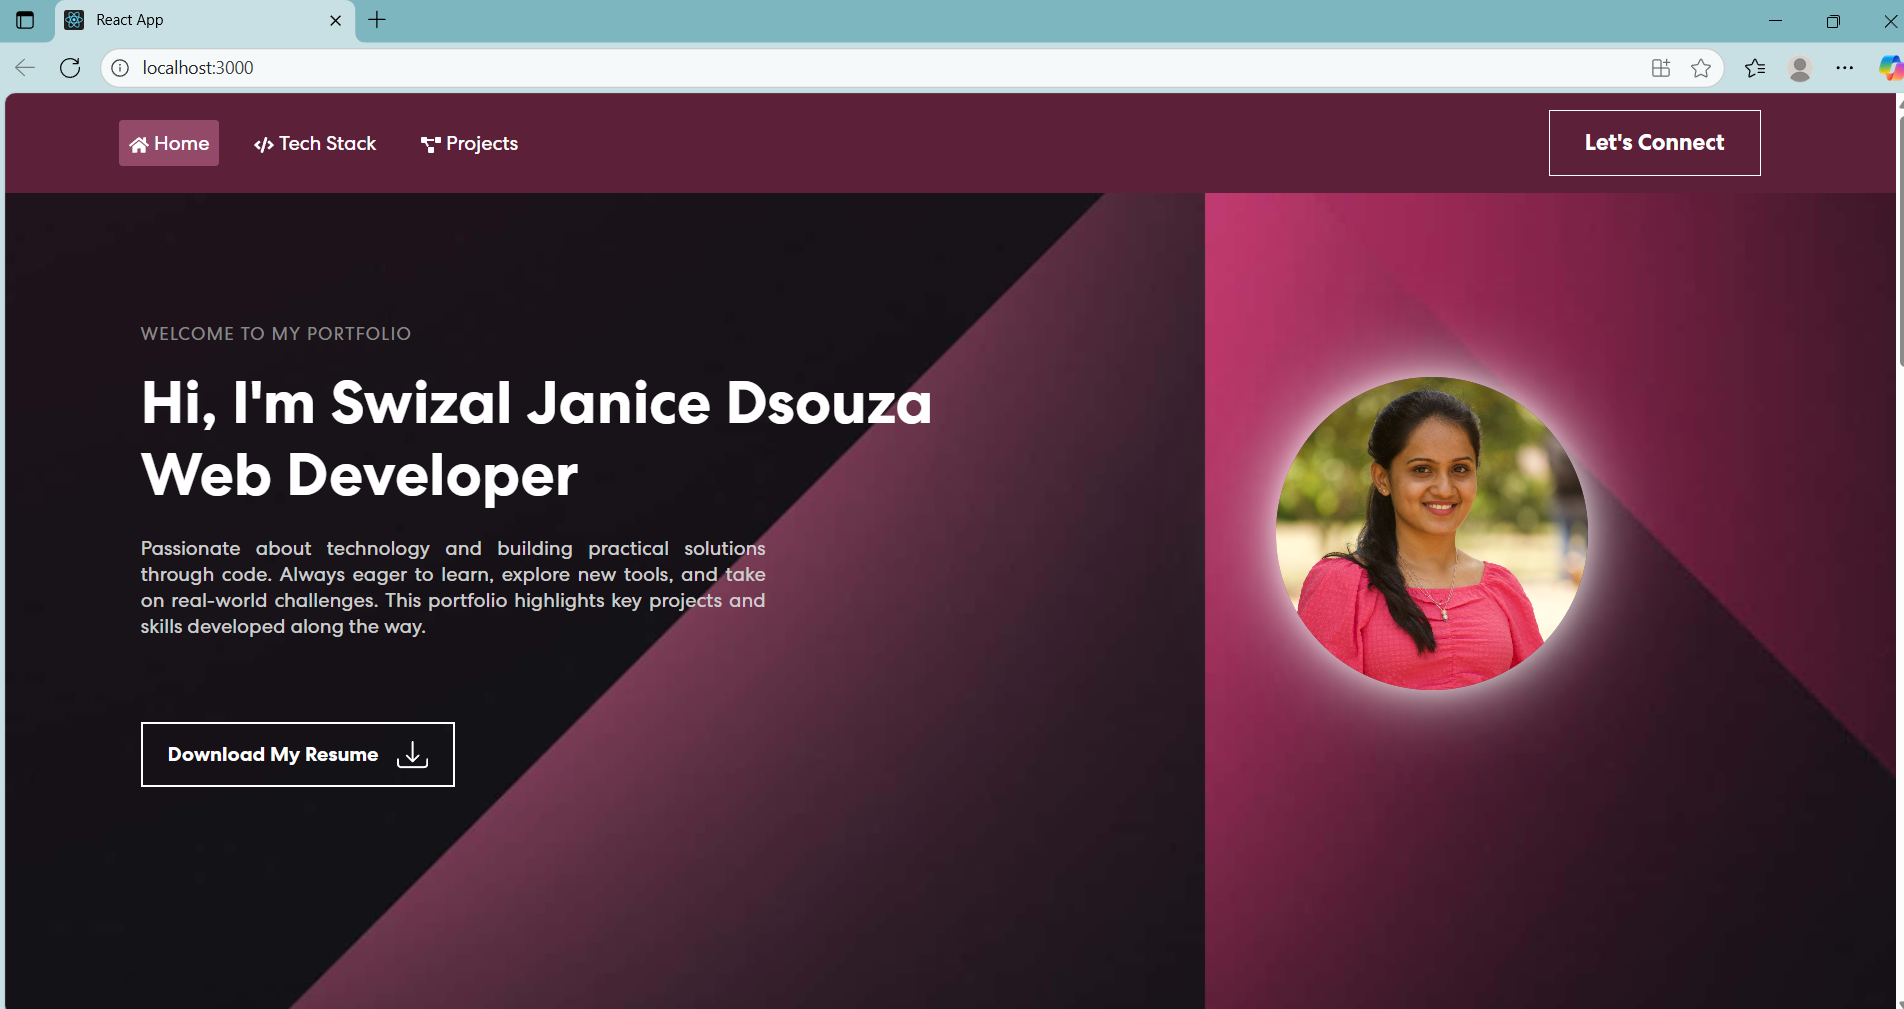 React App
localhost:3000
Home
Tech Stack
Projects
Let's Connect
WELCOME TO MY PORTFOLIO
Hi, I'm Swizal Janice Dsouza
Web Developer
Passionate about technology and building practical solutions
through code. Always eager to learn, explore new tools, and take
on real-world challenges. This portfolio highlights key projects and
skills developed along the way.
Download My Resume